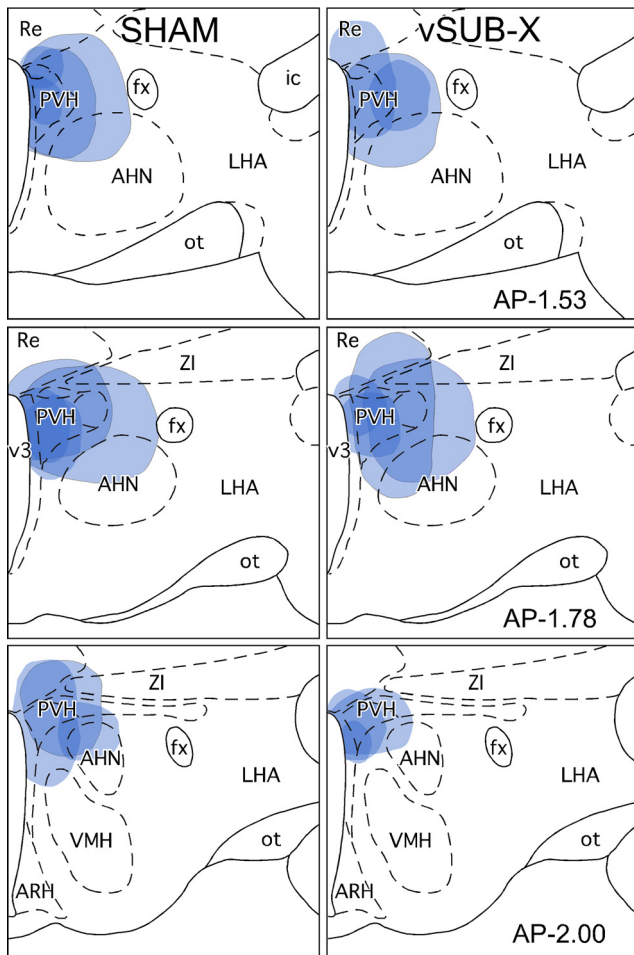 SHAM
vSUB-X
Re
PVH
fx
ic
AHN
LHA
ot
Re
PVH
fx
AHN
LHA
ot
AP-1.53
Re
ZI
PVH
fx
v3
AHN
LHA
ot
Re
ZI
PVH
fx
v3
AHN
LHA
ot
AP-1.78
ZI
PVH
fx
AHN
LHA
VMH
ot
ARH
ZI
PVH
fx
AHN
LHA
VMH
ot
ARH
AP-2.00